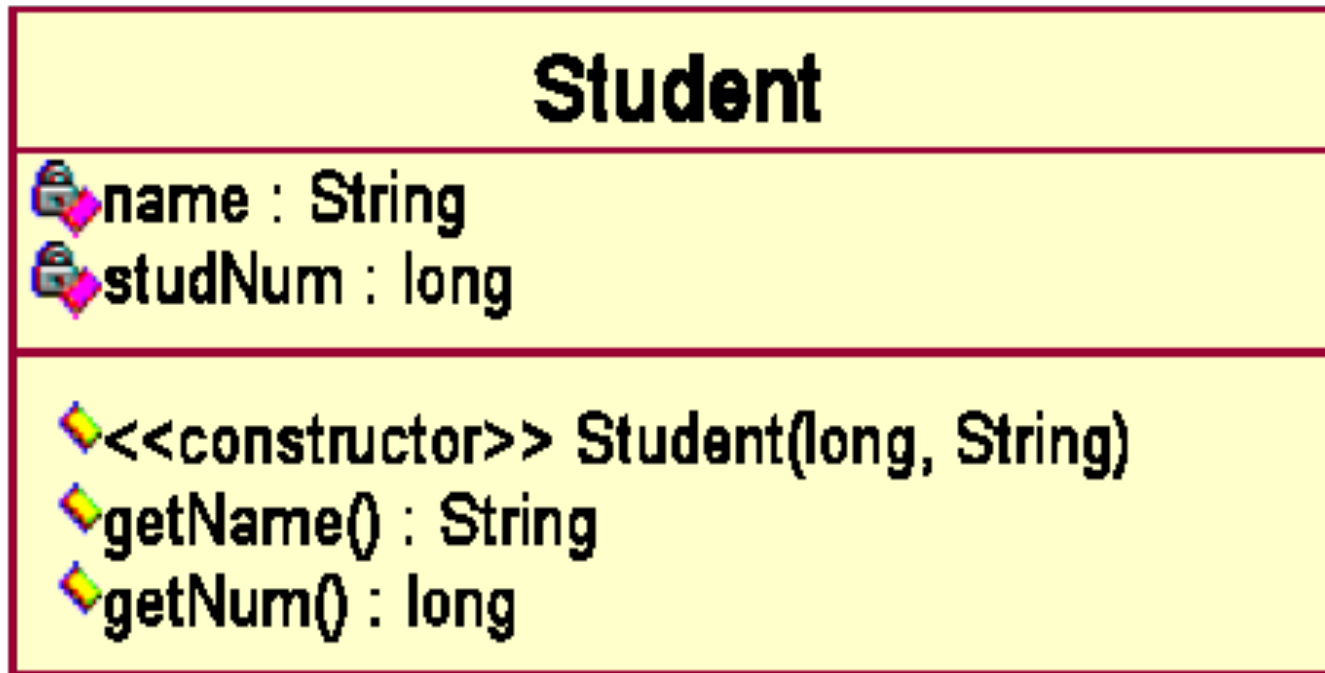 Student
name : String
studNum : long
<<constructor>> Student(long, String)
getName() : String
getNum() : long